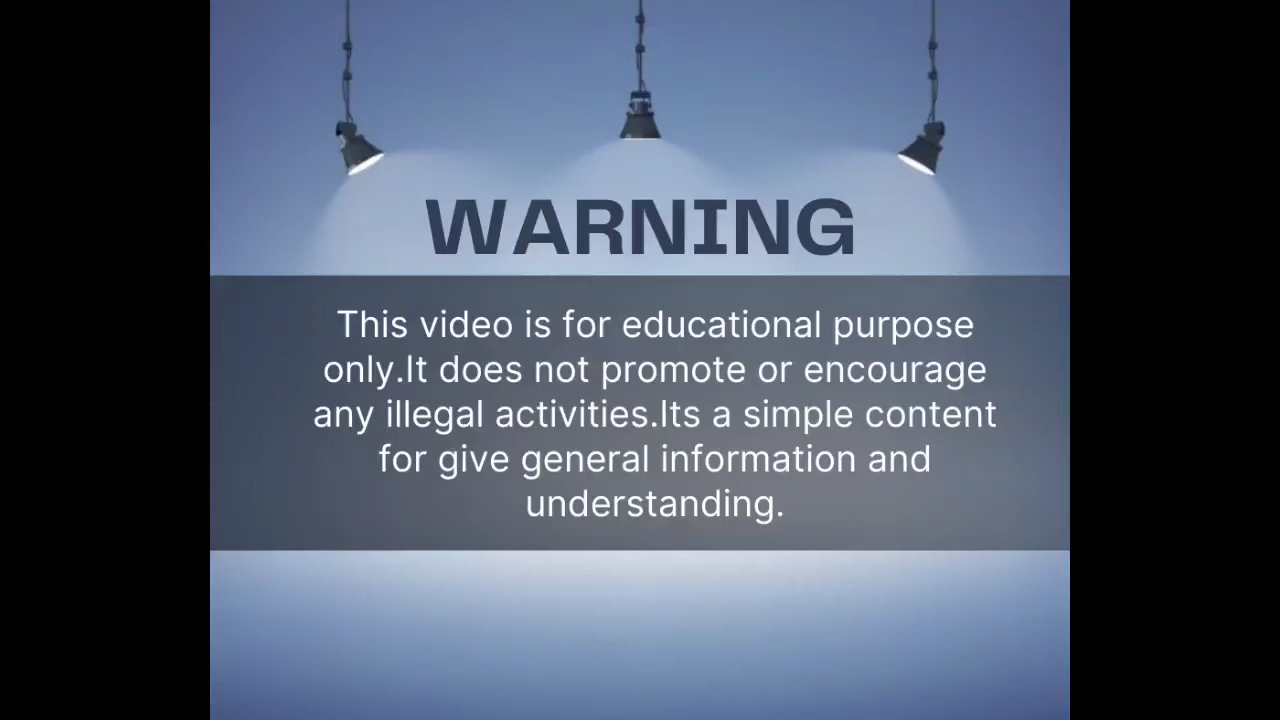 WARNING
This video is for educational purpose
only.It does not promote or encourage
any illegal activities.Its a simple content
for give general information and
understanding.